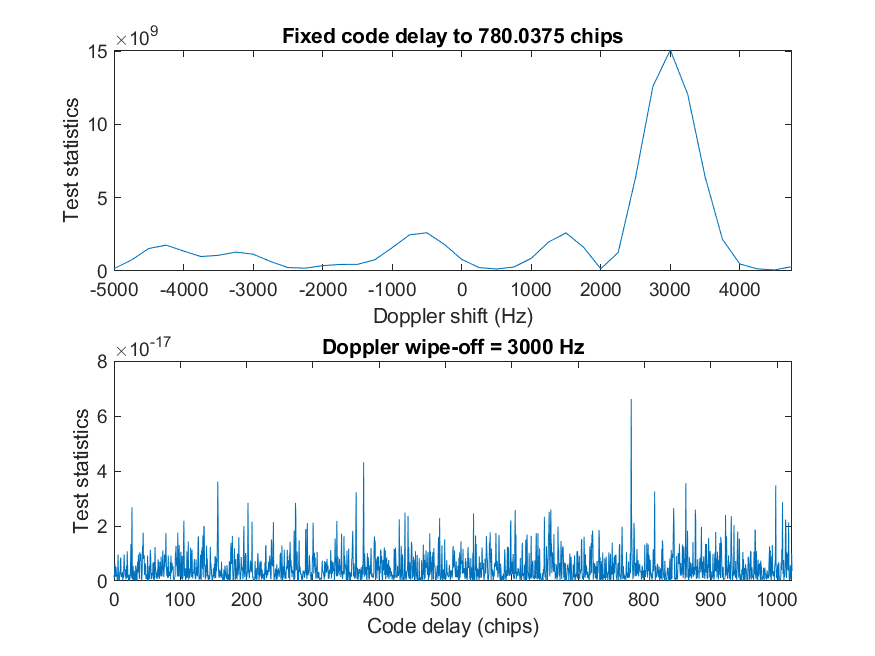 ×10^9
Fixed code delay to 780.0375 chips
15
10
5
0
Test statistics
-5000 -4000 -3000 -2000 -1000 0 1000 2000 3000 4000
Doppler shift (Hz)
×10^-17
Doppler wipe-off = 3000 Hz
8
6
4
2
0
Test statistics
0 100 200 300 400 500 600 700 800 900 1000
Code delay (chips)